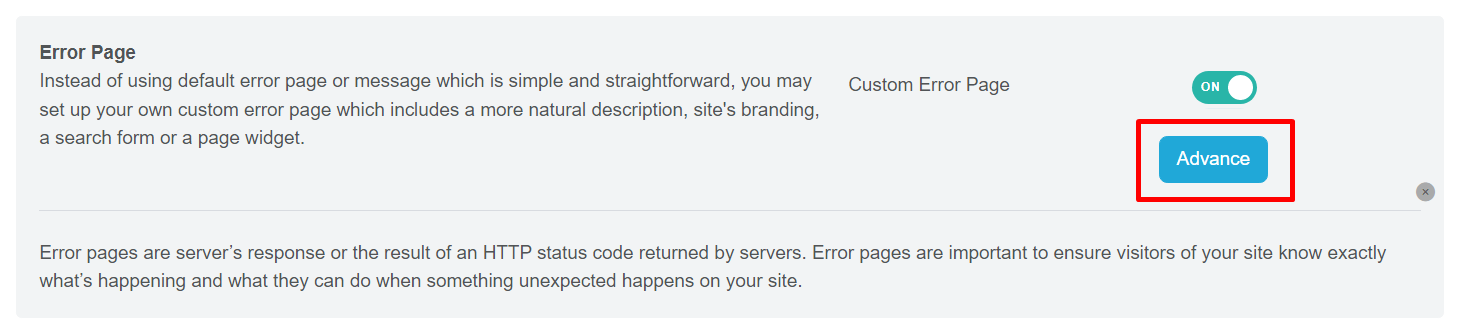 Error Page
Instead of using default error page or message which is simple and straightforward, you may
set up your own custom error page which includes a more natural description, site's branding,
a search form or a page widget.
Custom Error Page
ON
Advance
Error pages are server’s response or the result of an HTTP status code returned by servers. Error pages are important to ensure visitors of your site know exactly
what’s happening and what they can do when something unexpected happens on your site.